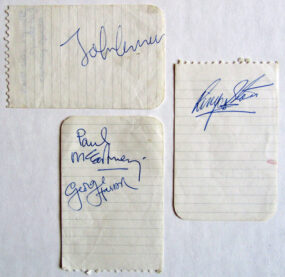 John Lennon
Ringo Starr
Paul
McCartney
George Harrison